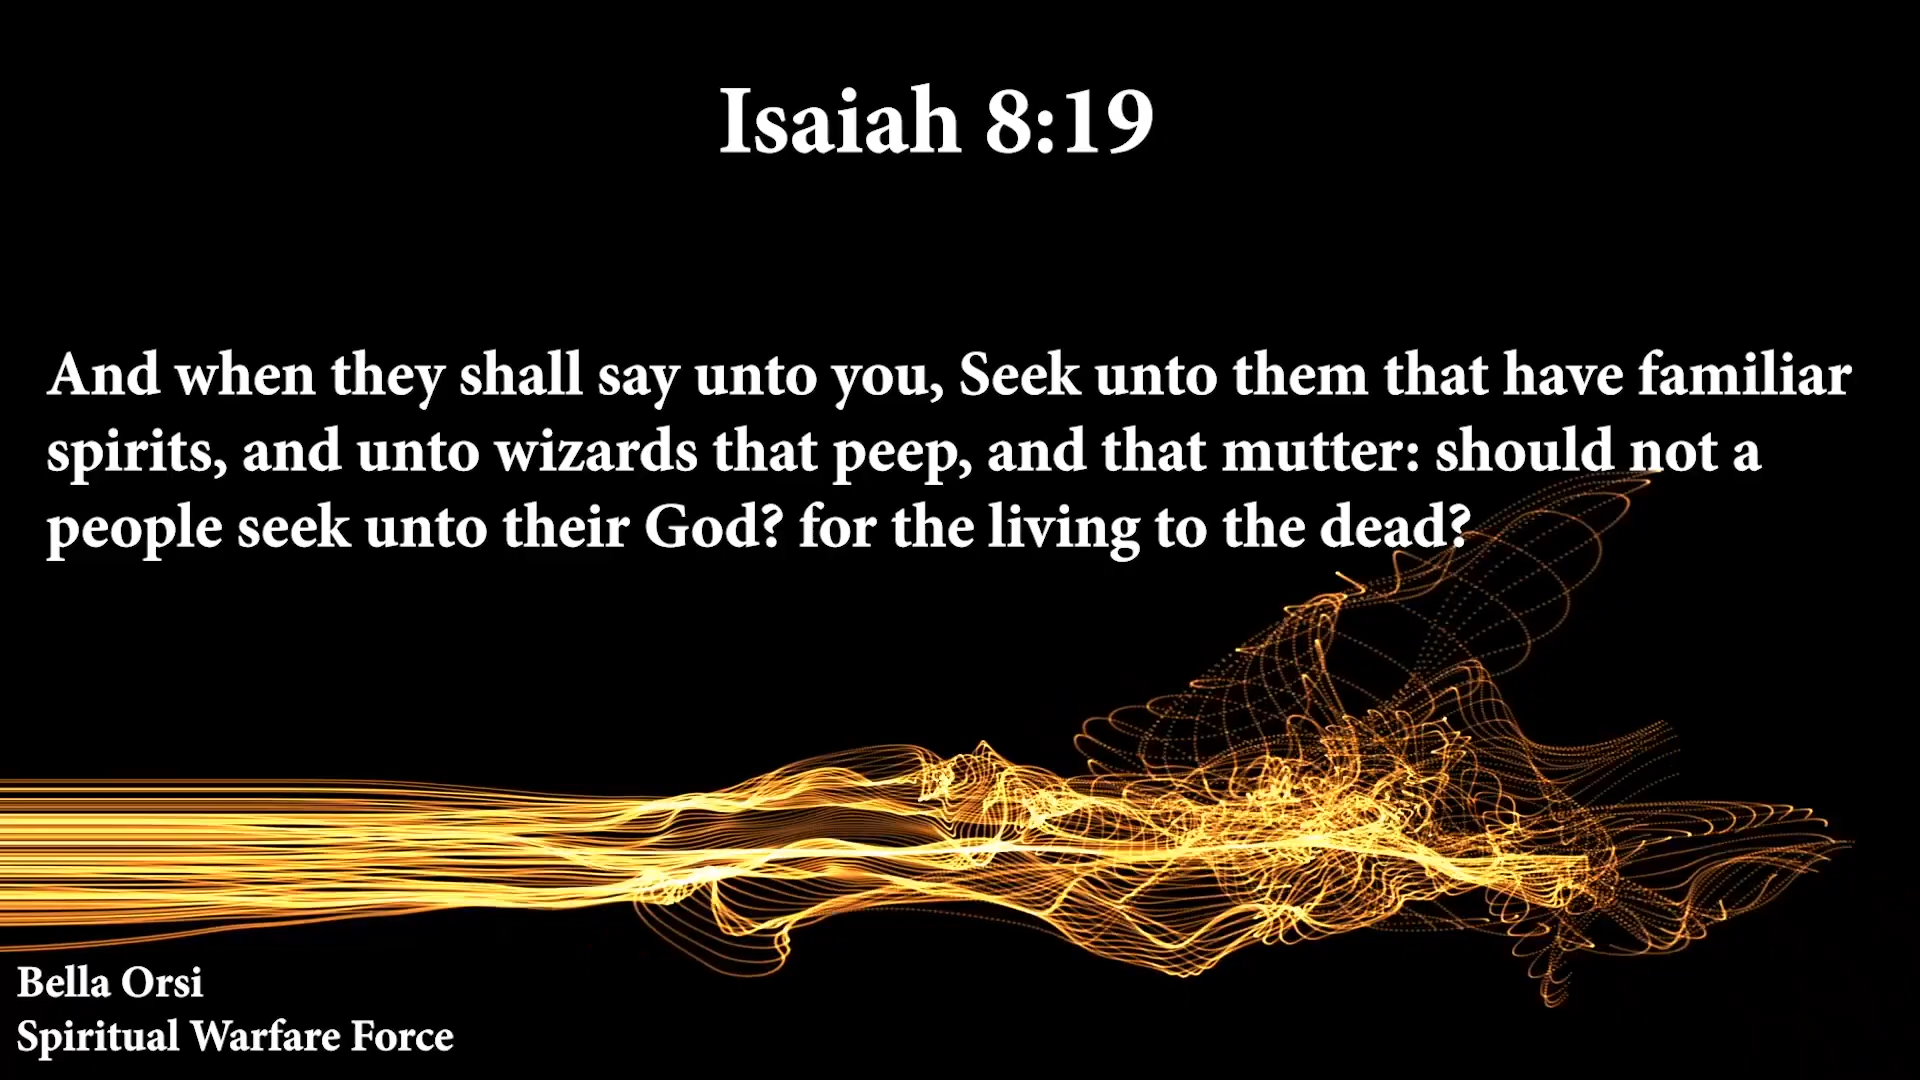 Isaiah 8:19
And when they shall say unto you, Seek unto them that have familiar
spirits, and unto wizards that peep, and that mutter: should not a
people seek unto their God? for the living to the dead?
Bella Orsi
Spiritual Warfare Force